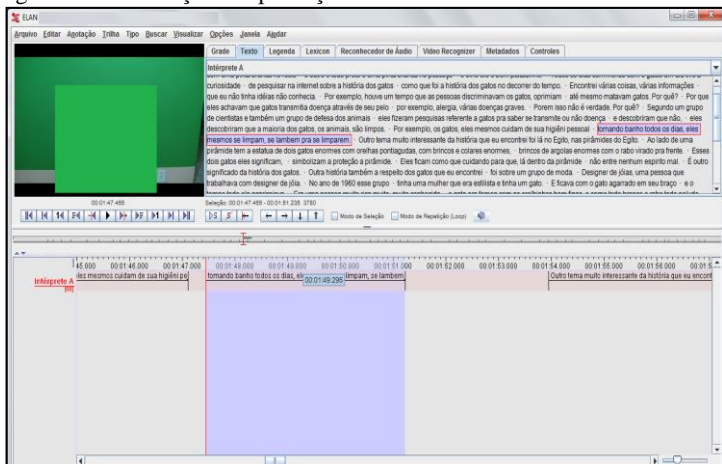 ELAN
Arquivo Editar Anotação Trilha Tipo Buscar Visualizar Opções Janela Ajudar
Grade Texto Legenda Lexicon Reconhecedor de Áudio Video Recognizer Metadados Controles
Intérprete A
curiosidade · de pesquisar na internet sobre a história dos gatos · como que foi a história dos gatos no decorrer do tempo. · Encontrei várias coisas, várias informações ·
que eu não tinha idéias não conhecia. · Por exemplo, houve um tempo que as pessoas discriminavam os gatos, oprimiam · até mesmo matavam gatos. Por quê? · Por que
eles achavam que gatos transmitia doença através de seu pelo · por exemplo, alergia, várias doenças graves. · Porem isso não é verdade. Por quê? · Segundo um grupo
de cientistas e também um grupo de defesa dos animais · eles fizeram pesquisas referente a gatos pra saber se transmite ou não doença · e descobriram que não, · eles
descobriram que a maioria dos gatos, os animais, são limpos. · Por exemplo, os gatos, eles mesmos cuidam de sua higiêni pessoal · tomando banho todos os dias, eles
mesmos se limpam, se lambem pra se limparem. · Outro tema muito interessante da história que eu encontrei foi lá no Egito, nas pirâmides do Egito. · Ao lado de uma
pirâmide tem a estatua de dois gatos enormes com orelhas pontiagudas, com brincos e colares enormes, · brincos de argolas enormes com o rabo virado pra frente. · Esses
dois gatos eles significam, · simbolizam a proteção a pirâmide. · Eles ficam como que cuidando para que, lá dentro da pirâmide · não entre nenhum espirito mal. · É outro
significado da história dos gatos. · Outra história também a respeito dos gatos que eu encontrei · foi sobre um grupo de moda. · Designer de jóias, uma pessoa que
trabalhava com designer de jóia. · No ano de 1960 esse grupo · tinha uma mulher que era estilista e tinha um gato. · E ficava com o gato agarrado em seu braço · e o
00:01:47.455
Seleção: 00:01:47.455 - 00:01:51.235 3780
Modo de Seleção Modo de Repetição (Loop)
45.000 00:01:46.000 00:01:47.000 00:01:48.000 00:01:49.000 00:01:50.000 00:01:51.000 00:01:52.000 00:01:53.000 00:01:54.000 00:01:55.000 00:01:56.000
Intérprete A
les mesmos cuidam de sua higiêni pe
tomando banho todos os dias, ele
00:01:49.296
limpam, se lambem
Outro tema muito interessante da história que eu encont